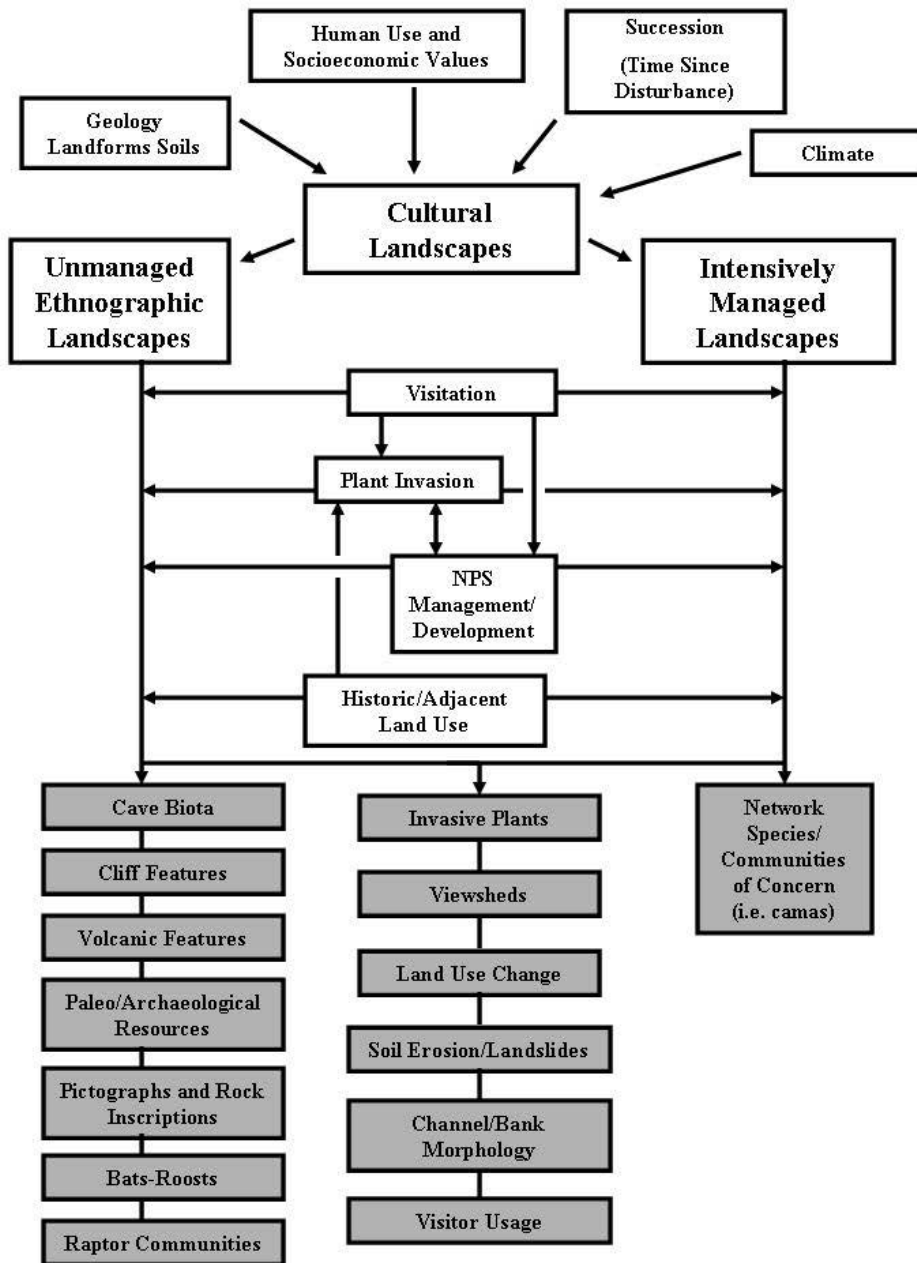 Human Use and
Socioeconomic Values
Succession
(Time Since
Disturbance)
Geology
Landforms Soils
Climate
Cultural
Landscapes
Unmanaged
Ethnographic
Landscapes
Intensively
Managed
Landscapes
Visitation
Plant Invasion
NPS
Management/
Development
Historic/Adjacent
Land Use
Cave Biota
Cliff Features
Volcanic Features
Paleo/Archaeological
Resources
Pictographs and Rock
Inscriptions
Bats-Roosts
Raptor Communities
Invasive Plants
Viewsheds
Land Use Change
Soil Erosion/Landslides
Channel/Bank
Morphology
Visitor Usage
Network
Species/
Communities
of Concern
(i.e. camas)